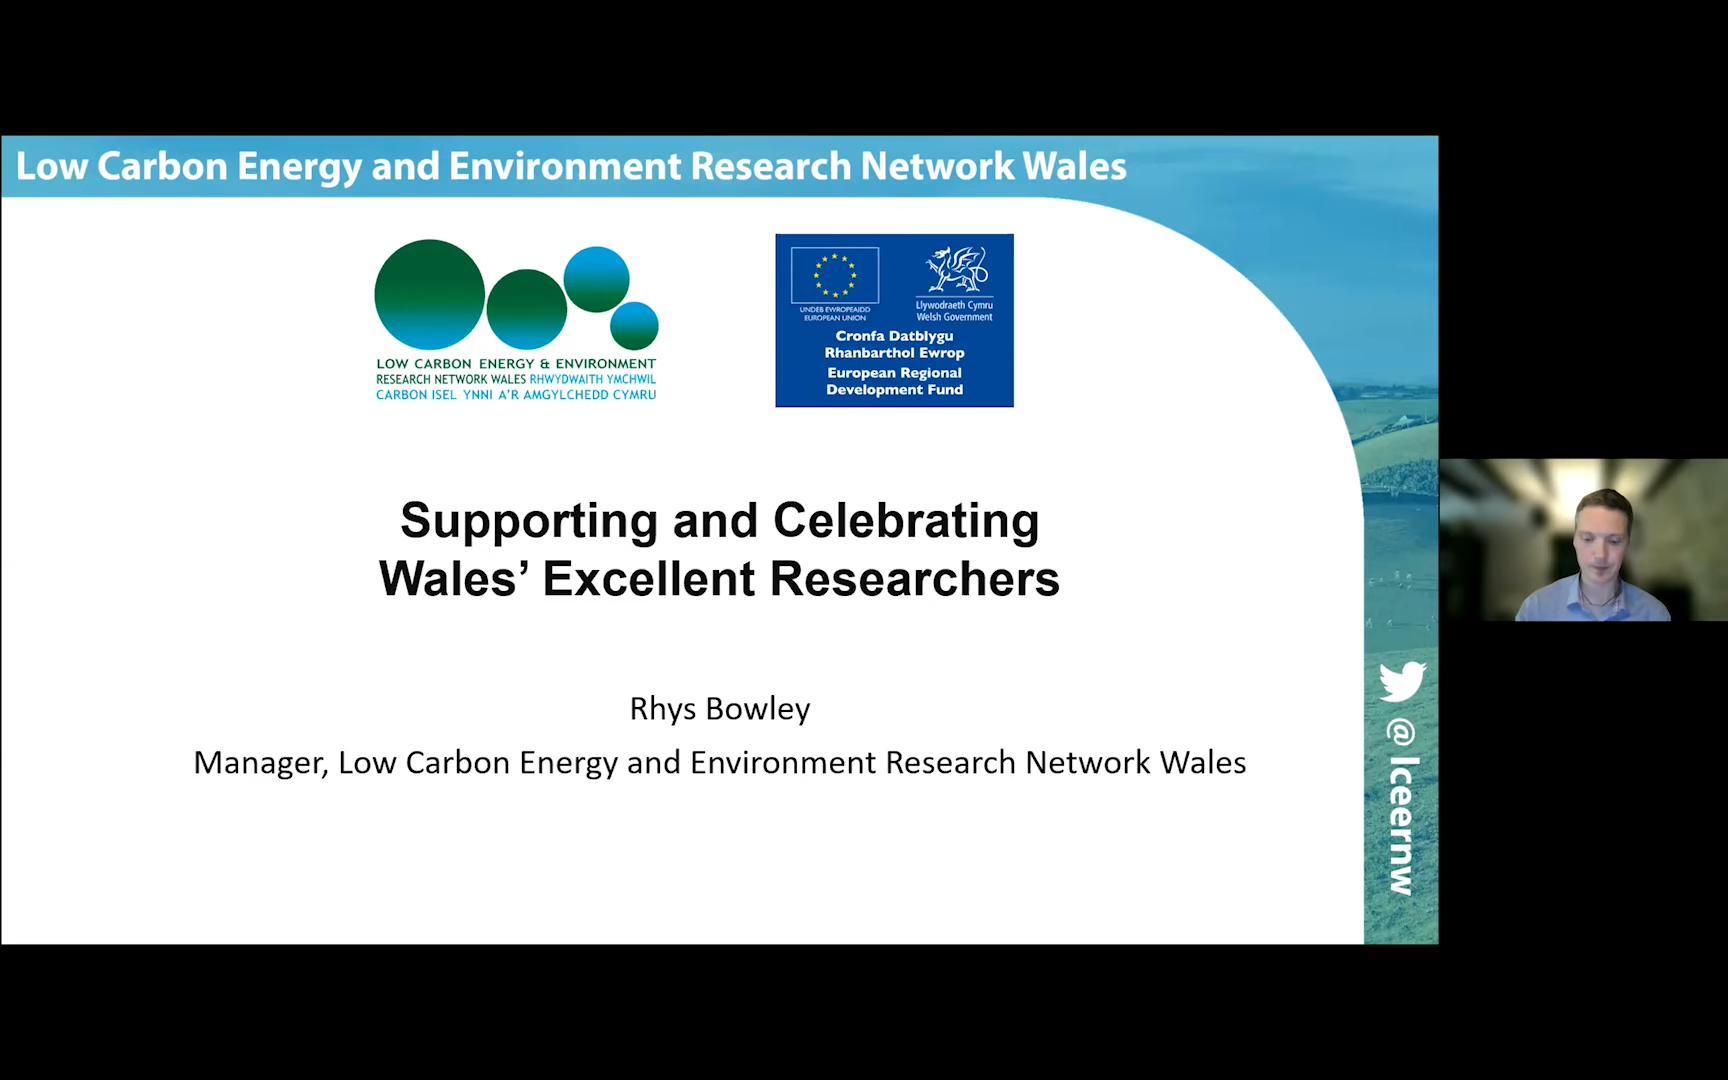 Low Carbon Energy and Environment Research Network Wales
LOW CARBON ENERGY & ENVIRONMENT
RESEARCH NETWORK WALES RHWYDWAITH YMCHWIL
CARBON ISEL YNNI A'R AMGYLCHEDD CYMRU
UNDEB EWROPEAIDD
EUROPEAN UNION
Llywodraeth Cymru
Welsh Government
Cronfa Datblygu
Rhanbarthol Ewrop
European Regional
Development Fund
Supporting and Celebrating
Wales’ Excellent Researchers
Rhys Bowley
Manager, Low Carbon Energy and Environment Research Network Wales
@lceernw